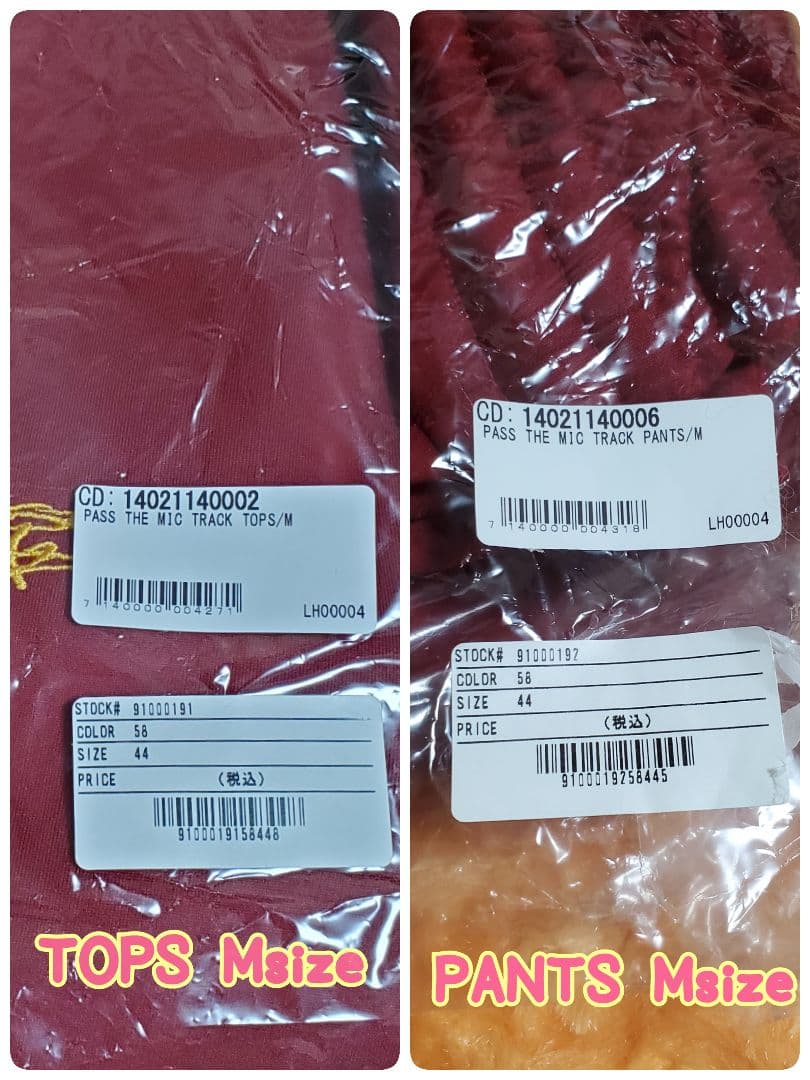 CD: 14021140002
PASS THE MIC TRACK TOPS/M
7 140000 004271
LH00004
STOCK# 91000191
COLOR 58
SIZE 44
PRICE (税込)
9100019158448
TOPS Msize
CD: 14021140006
PASS THE MIC TRACK PANTS/M
7 140000 004318
LH00004
STOCK# 91000192
COLOR 58
SIZE 44
PRICE (税込)
9100019258445
PANTS Msize